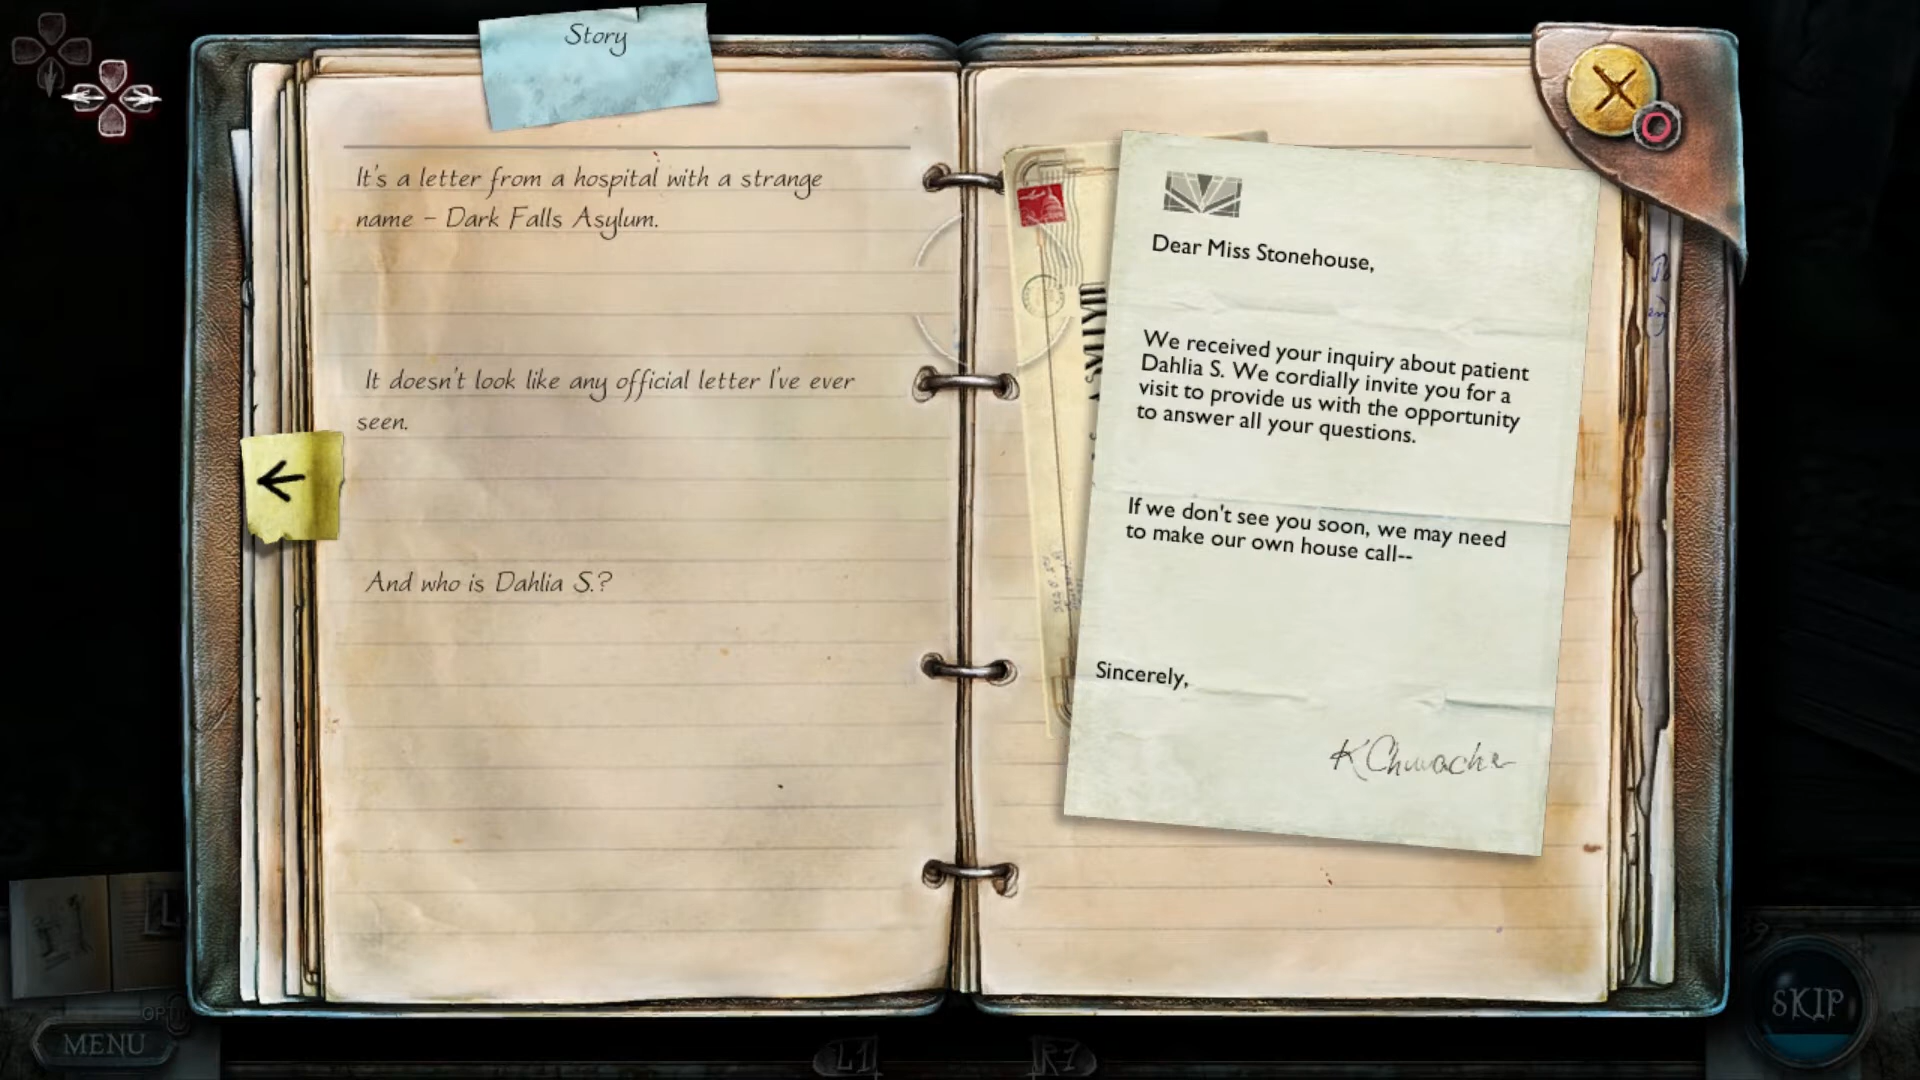 Story
It's a letter from a hospital with a strange
name – Dark Falls Asylum.
It doesn't look like any official letter I've ever
seen.
And who is Dahlia S.?
Dear Miss Stonehouse,
We received your inquiry about patient
Dahlia S. We cordially invite you for a
visit to provide us with the opportunity
to answer all your questions.
If we don't see you soon, we may need
to make our own house call--
Sincerely,
MENU
L1
R1
SKIP